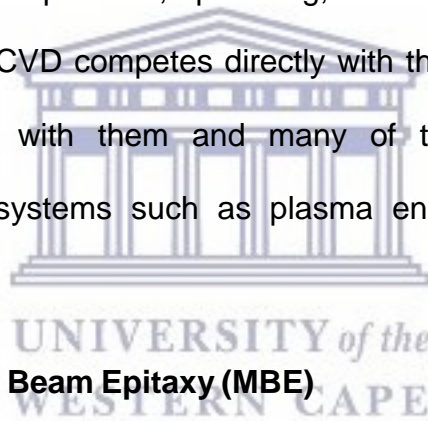 CVD competes directly with th
with them and many of t
systems such as plasma en
UNIVERSITY of the
Beam Epitaxy (MBE)
WESTERN CAPE